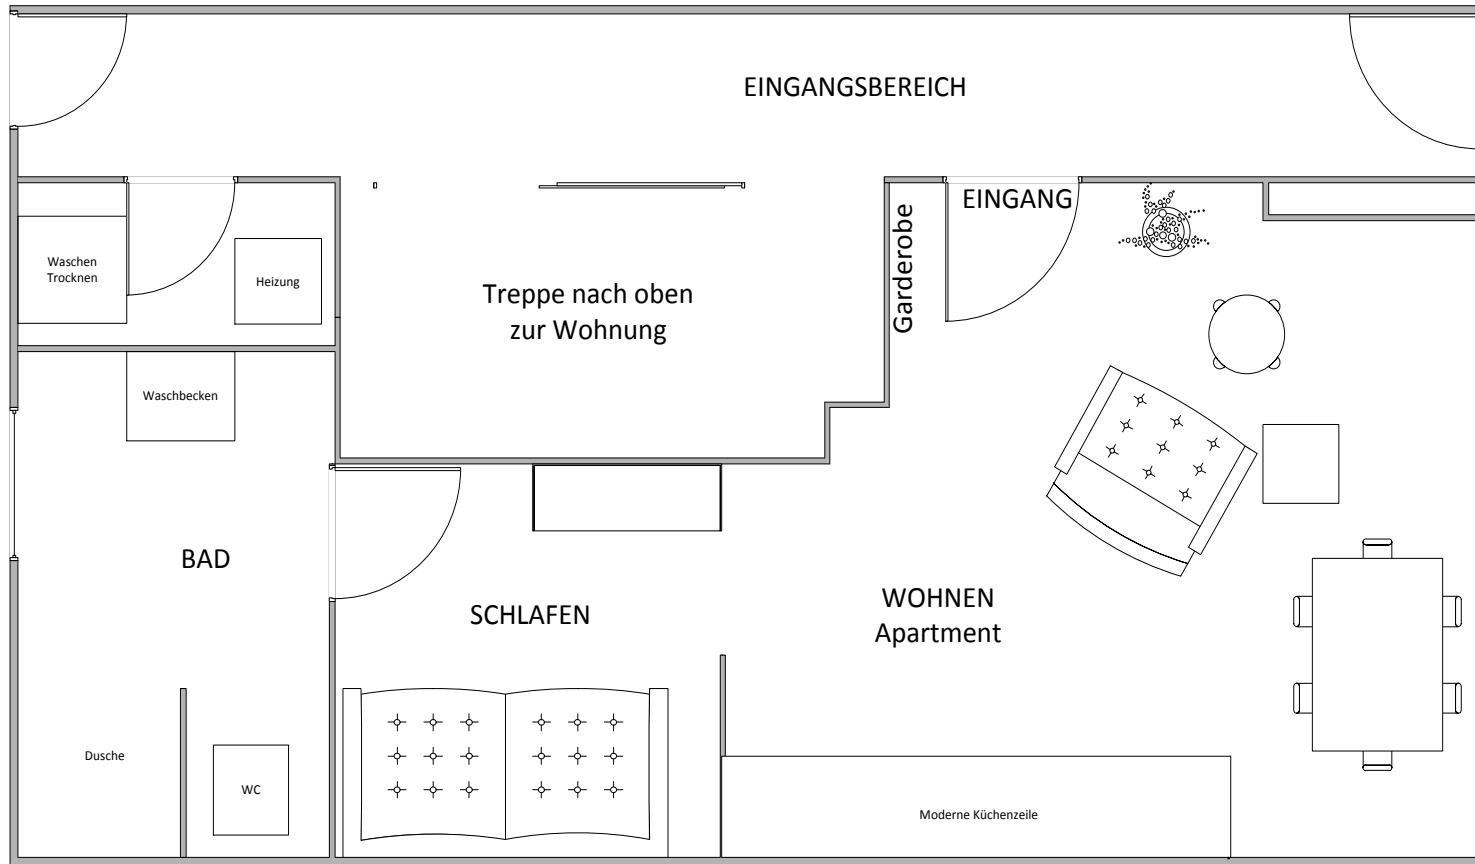 EINGANGSBEREICH
EINGANG
Garderobe
Waschen
Trocknen
Heizung
Treppe nach oben
zur Wohnung
Waschbecken
BAD
SCHLAFEN
WOHNEN
Apartment
Dusche
WC
Moderne Küchenzeile